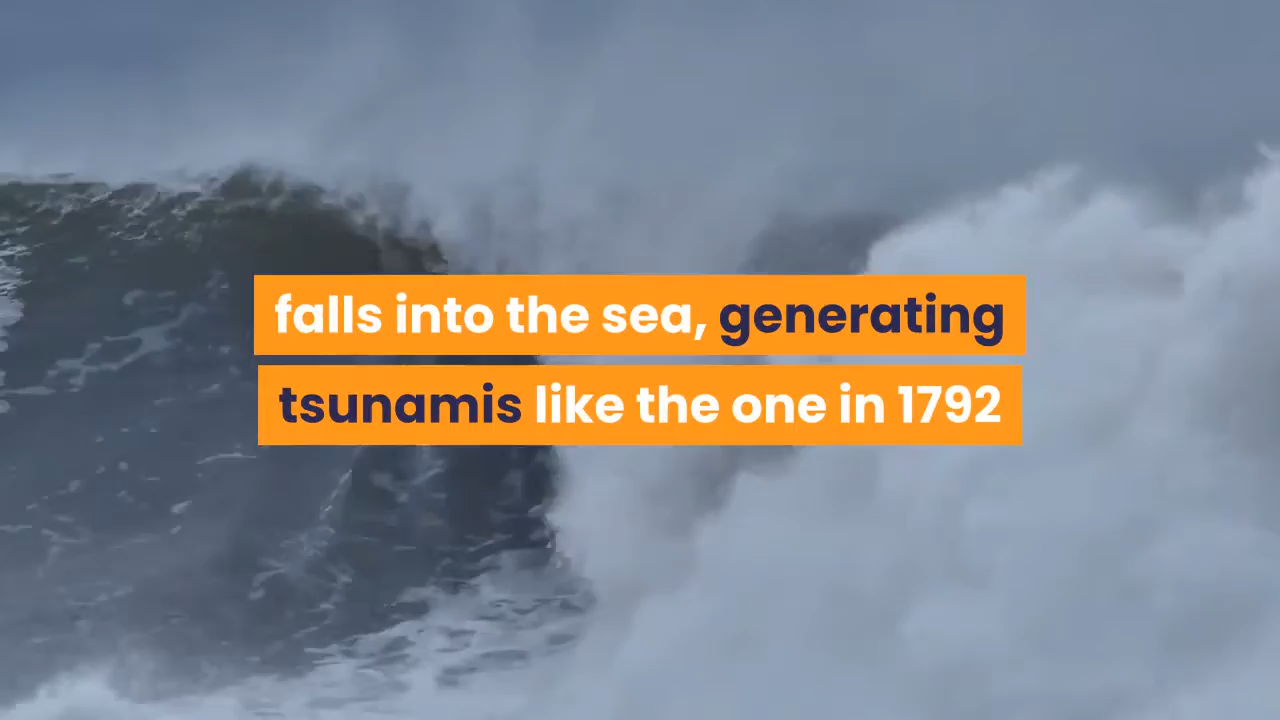 falls into the sea, generating
tsunamis like the one in 1792